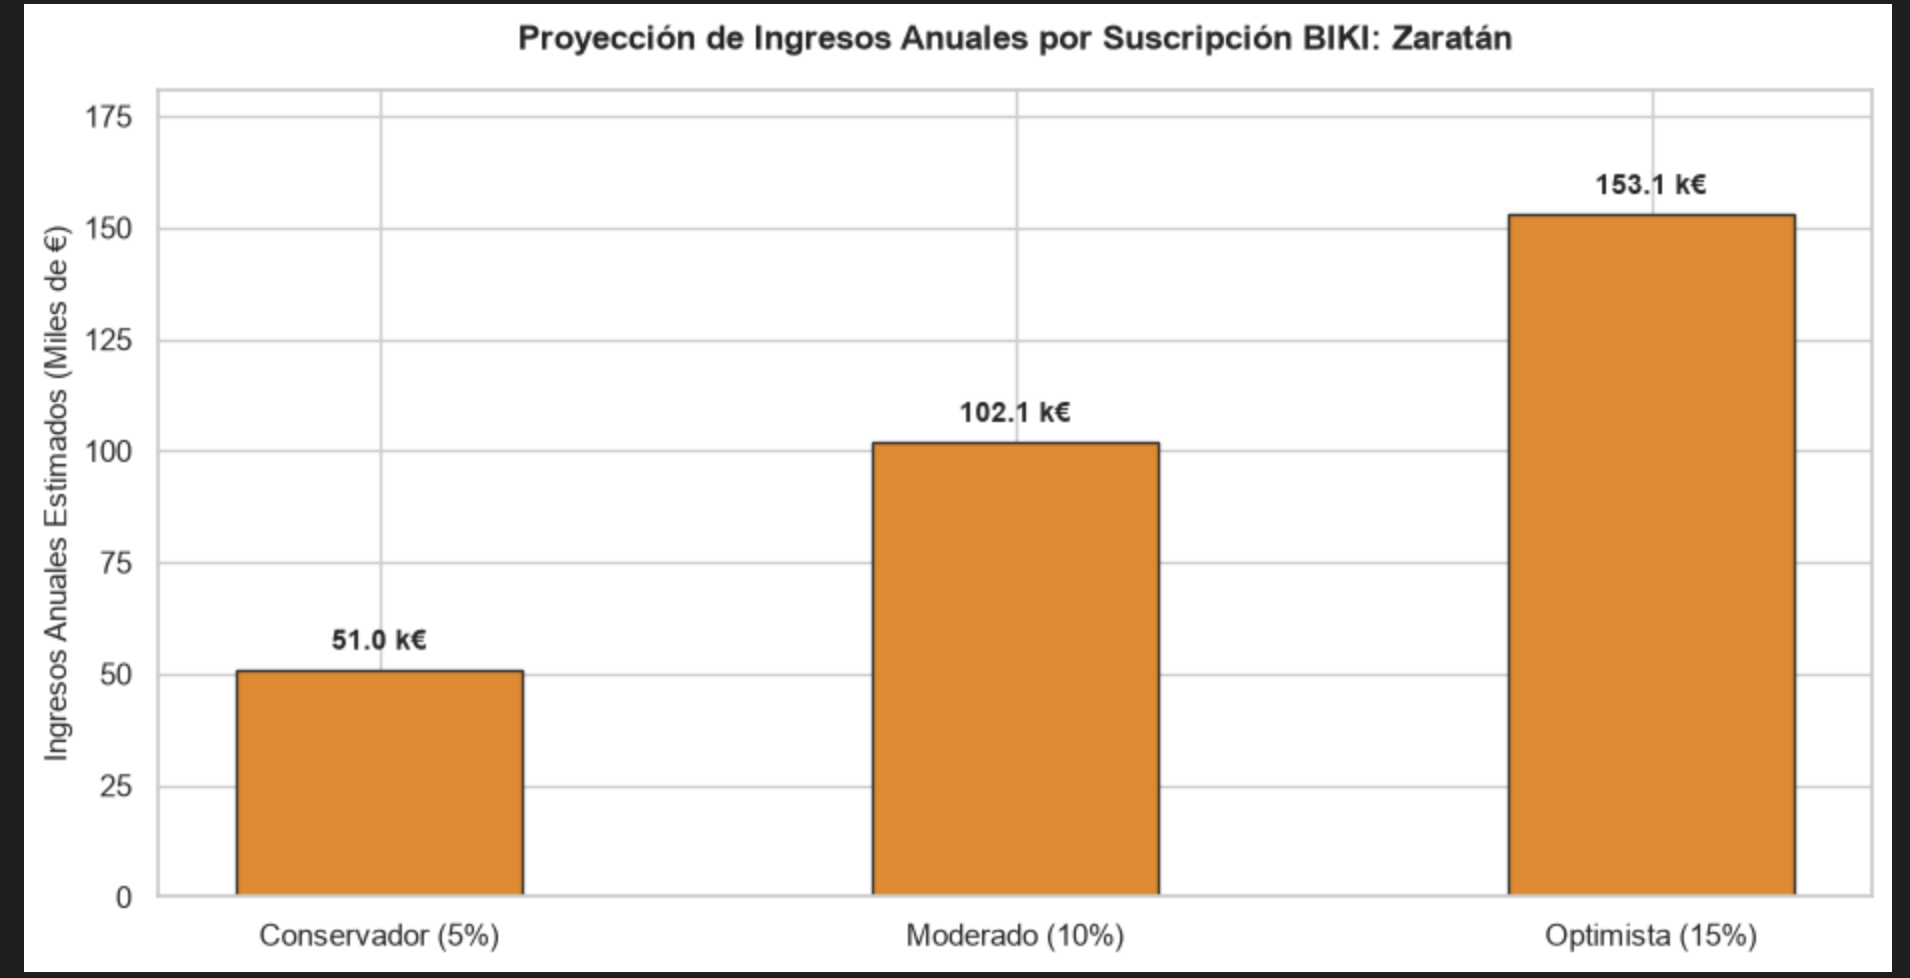 Proyección de Ingresos Anuales por Suscripción BIKI: Zaratán
Ingresos Anuales Estimados (Miles de €)
175
150
125
100
75
50
25
0
51.0 k€
102.1 k€
153.1 k€
Conservador (5%)
Moderado (10%)
Optimista (15%)